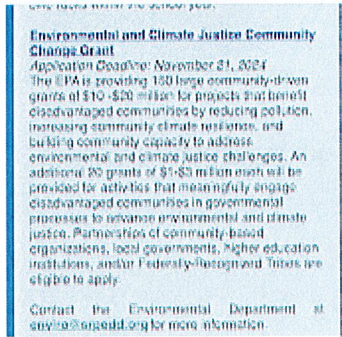 Environmental and Climate Justice Community
Change Grant
Application Deadline: November 21, 2024
The EPA is providing 150 large community-driven
grants of $10-$20 million for projects that benefit
disadvantaged communities by reducing pollution,
increasing community climate resilience, and
building community capacity to address
environmental and climate justice challenges. An
additional 20 grants of $1-$3 million each will be
provided for activities that meaningfully engage
disadvantaged communities in governmental
processes to advance environmental and climate
justice. Partnerships of community-based
organizations, local governments, higher education
institutions, and/or Federally-Recognized Tribes are
eligible to apply.
Contact the Environmental Department at
for more information.